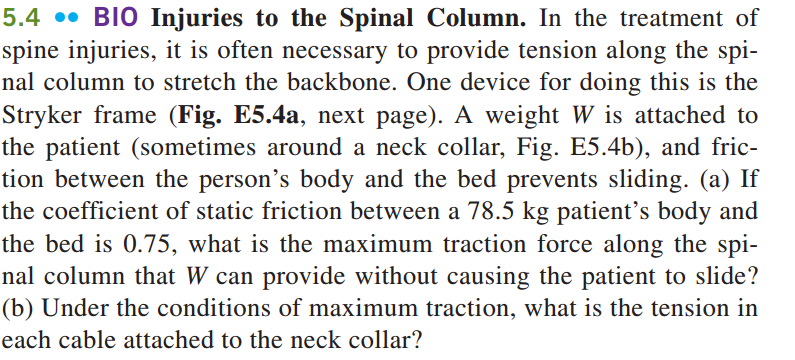 5.4 •• BIO Injuries to the Spinal Column. In the treatment of
spine injuries, it is often necessary to provide tension along the spi-
nal column to stretch the backbone. One device for doing this is the
Stryker frame (Fig. E5.4a, next page). A weight W is attached to
the patient (sometimes around a neck collar, Fig. E5.4b), and fric-
tion between the person's body and the bed prevents sliding. (a) If
the coefficient of static friction between a 78.5 kg patient's body and
the bed is 0.75, what is the maximum traction force along the spi-
nal column that W can provide without causing the patient to slide?
(b) Under the conditions of maximum traction, what is the tension in
each cable attached to the neck collar?